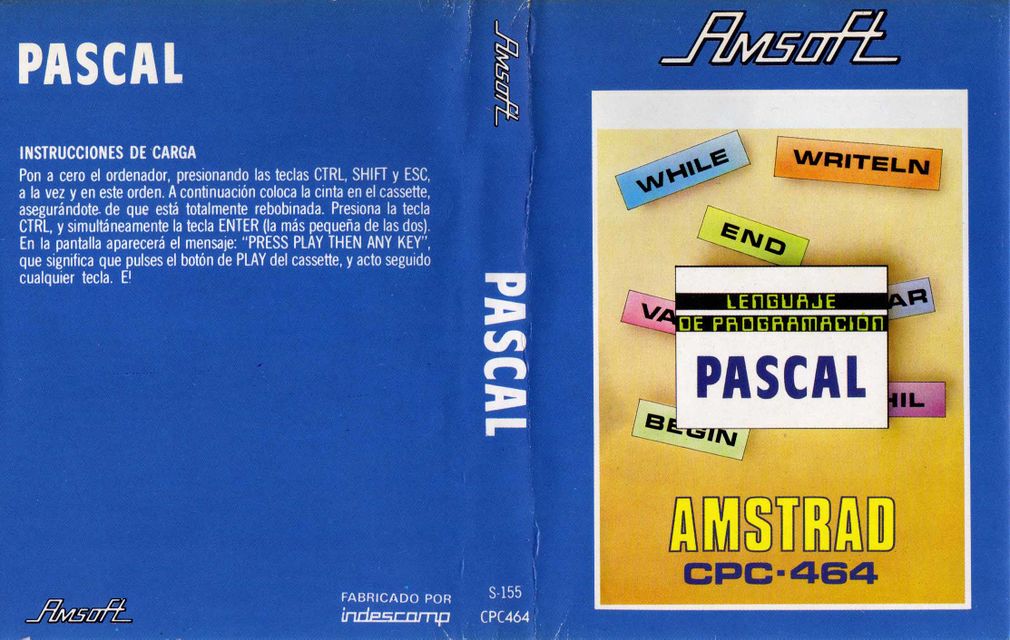 PASCAL
INSTRUCCIONES DE CARGA
Pon a cero el ordenador, presionando las teclas CTRL, SHIFT y ESC,
a la vez y en este orden. A continuación coloca la cinta en el cassette,
asegurándote de que está totalmente rebobinada. Presiona la tecla
CTRL, y simultáneamente la tecla ENTER (la más pequeña de las dos).
En la pantalla aparecerá el mensaje: “PRESS PLAY THEN ANY KEY”,
que significa que pulses el botón de PLAY del cassette, y acto seguido
cualquier tecla. E!
Amsoft
FABRICADO POR
indescomp
Amsoft
PASCAL
S-155
CPC464
Amsoft
WHILE
WRITELN
END
VA
AR
LENGUAJE
DE PROGRAMACIÓN
PASCAL
HIL
BEGIN
AMSTRAD
CPC·464